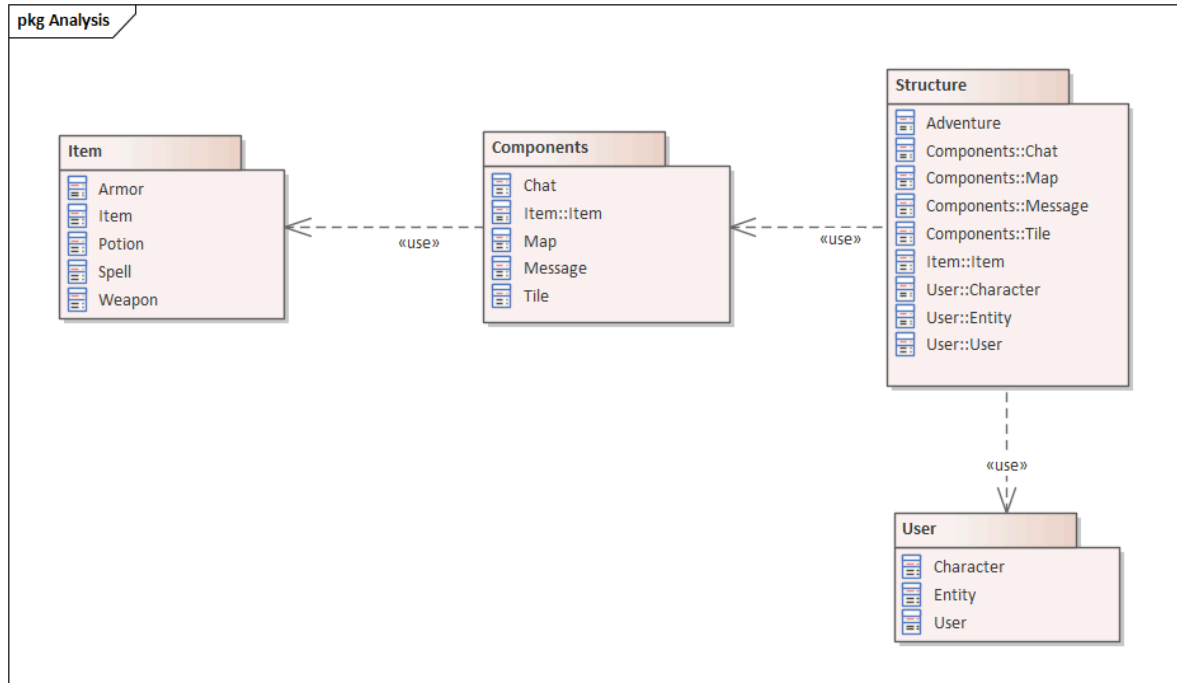 pkg Analysis
Item
Armor
Item
Potion
Spell
Weapon
«use»
Components
Chat
Item::Item
Map
Message
Tile
«use»
Structure
Adventure
Components::Chat
Components::Map
Components::Message
Components::Tile
Item::Item
User::Character
User::Entity
User::User
«use»
User
Character
Entity
User